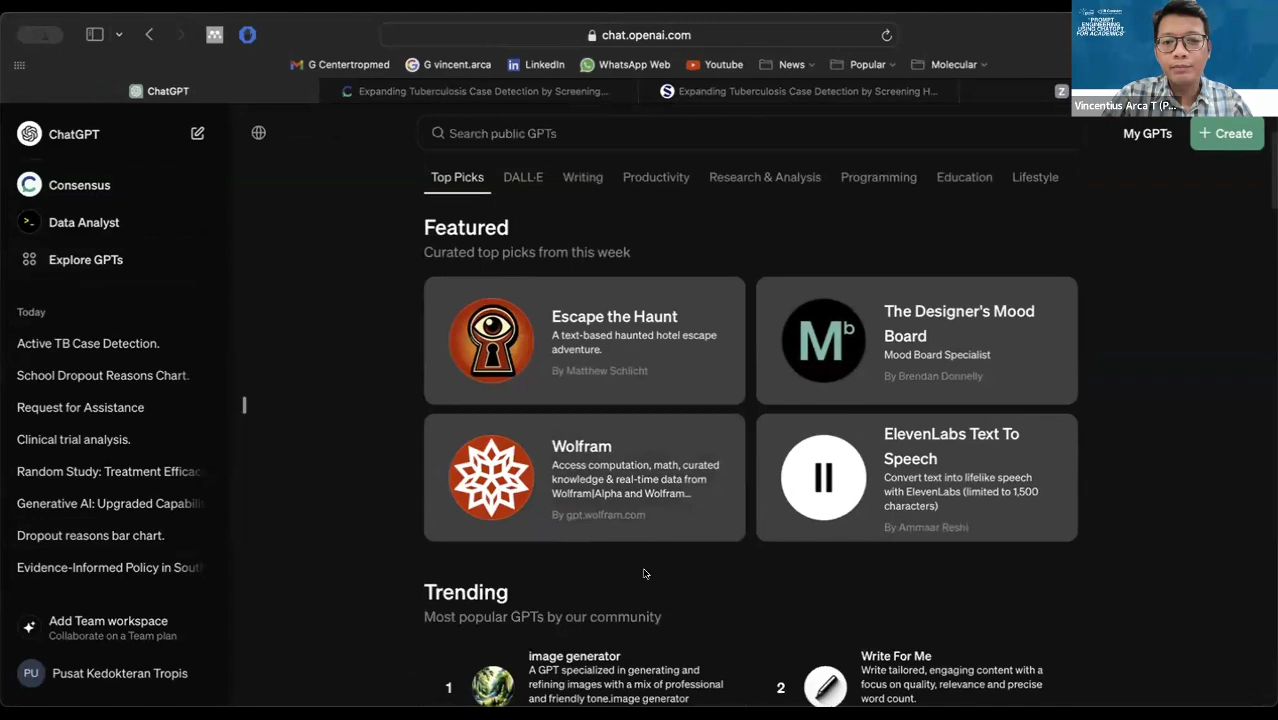 chat.openai.com
"PROMPT
ENGINEERING
USING CHATGPT
FOR ACADEMICS"
G Centertropmed
G vincent.arca
LinkedIn
WhatsApp Web
Youtube
News
Popular
Molecular
ChatGPT
Expanding Tuberculosis Case Detection by Screening...
Expanding Tuberculosis Case Detection by Screening H...
Vincentius Arca T (P...
ChatGPT
Search public GPTs
My GPTs
+ Create
Consensus
Data Analyst
Explore GPTs
Top Picks
DALL·E
Writing
Productivity
Research & Analysis
Programming
Education
Lifestyle
Featured
Curated top picks from this week
Escape the Haunt
A text-based haunted hotel escape
adventure.
By Matthew Schlicht
Mb
The Designer's Mood
Board
Mood Board Specialist
By Brendan Donnelly
Wolfram
Access computation, math, curated
knowledge & real-time data from
Wolfram|Alpha and Wolfram...
By gpt.wolfram.com
ElevenLabs Text To
Speech
Convert text into lifelike speech
with ElevenLabs (limited to 1,500
characters)
By Ammaar Reshi
Today
Active TB Case Detection.
School Dropout Reasons Chart.
Request for Assistance
Clinical trial analysis.
Random Study: Treatment Effica
Generative AI: Upgraded Capabili
Dropout reasons bar chart.
Evidence-Informed Policy in Sout
Add Team workspace
Collaborate on a Team plan
PU
Pusat Kedokteran Tropis
Trending
Most popular GPTs by our community
1
image generator
A GPT specialized in generating and
refining images with a mix of professional
and friendly tone.image generator
2
Write For Me
Write tailored, engaging content with a
focus on quality, relevance and precise
word count.